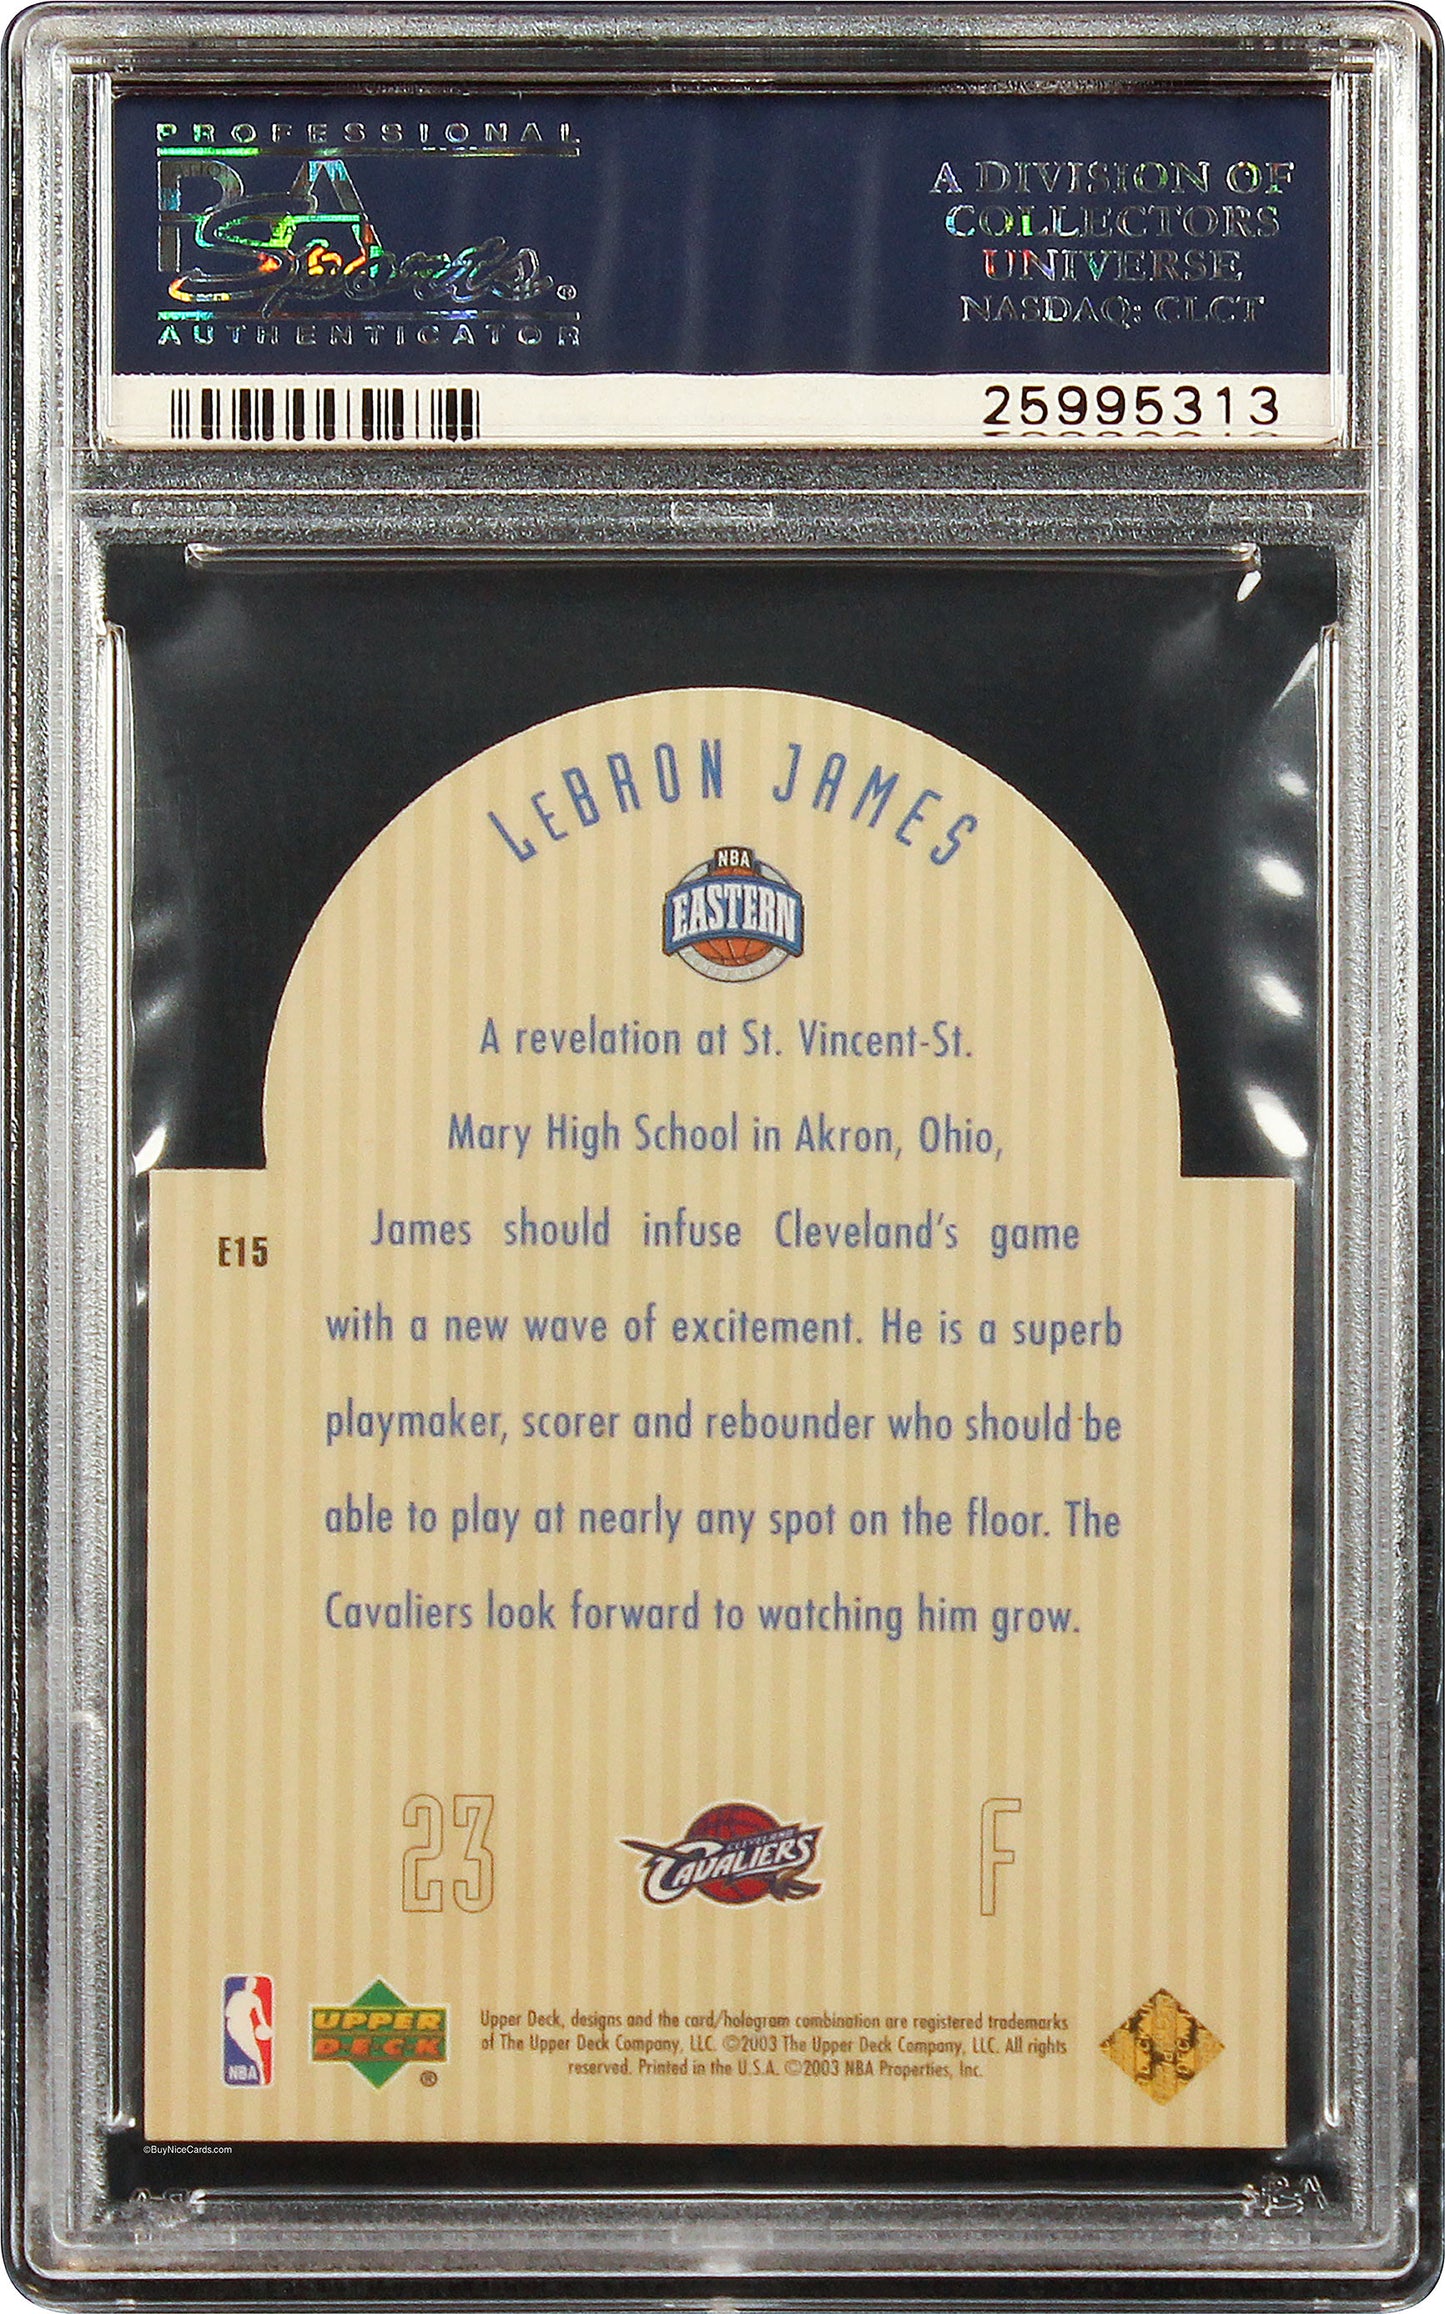 PROFESSIONAL
PSA
Sports®
AUTHENTICATOR
A DIVISION OF
COLLECTORS
UNIVERSE
NASDAQ: CLCT
25995313
LEBRON JAMES
NBA
EASTERN
A revelation at St. Vincent-St.
Mary High School in Akron, Ohio,
James should infuse Cleveland's game
E15
with a new wave of excitement. He is a superb
playmaker, scorer and rebounder who should be
able to play at nearly any spot on the floor. The
Cavaliers look forward to watching him grow.
23
CLEVELAND
CAVALIERS
F
NBA
UPPER
DECK
®
Upper Deck, designs and the card/hologram combination are registered trademarks
of The Upper Deck Company, LLC. ©2003 The Upper Deck Company, LLC. All rights
reserved. Printed in the U.S.A. ©2003 NBA Properties, Inc.
©BuyNiceCards.com
PSA